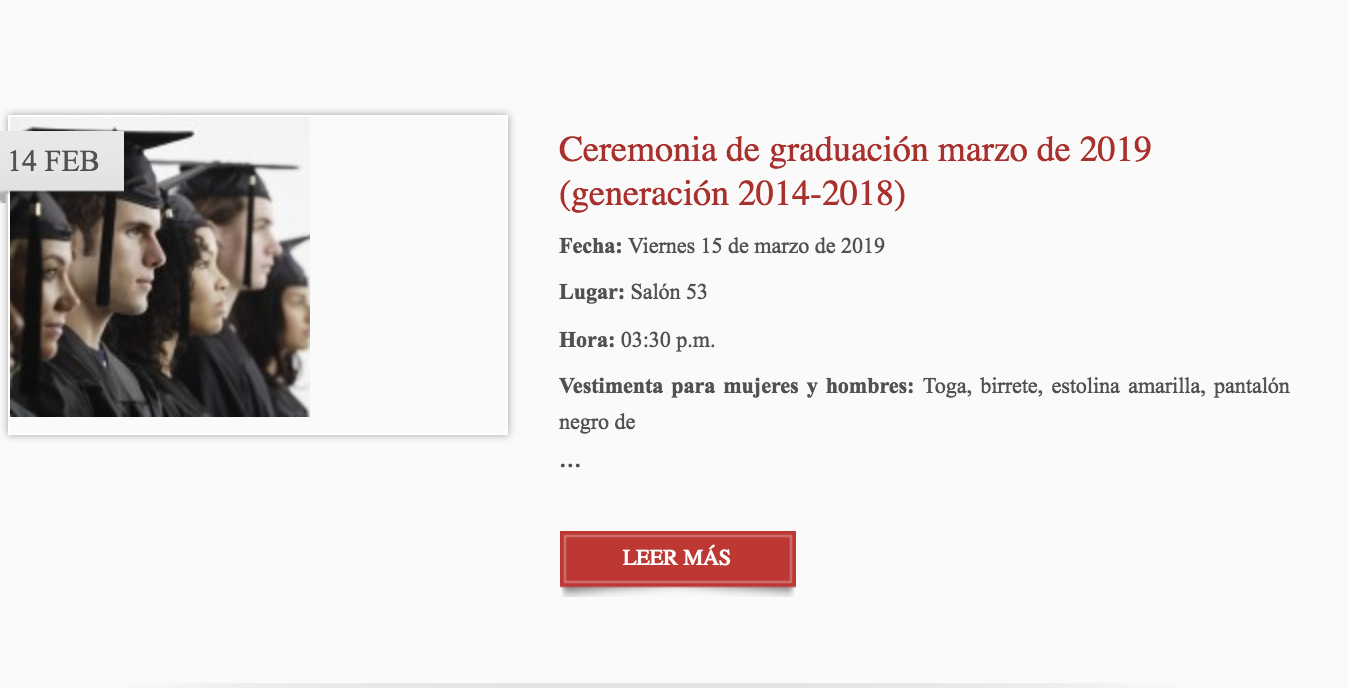 14 FEB
Ceremonia de graduación marzo de 2019
(generación 2014-2018)
Fecha: Viernes 15 de marzo de 2019
Lugar: Salón 53
Hora: 03:30 p.m.
Vestimenta para mujeres y hombres: Toga, birrete, estolina amarilla, pantalón
negro de
...
LEER MÁS